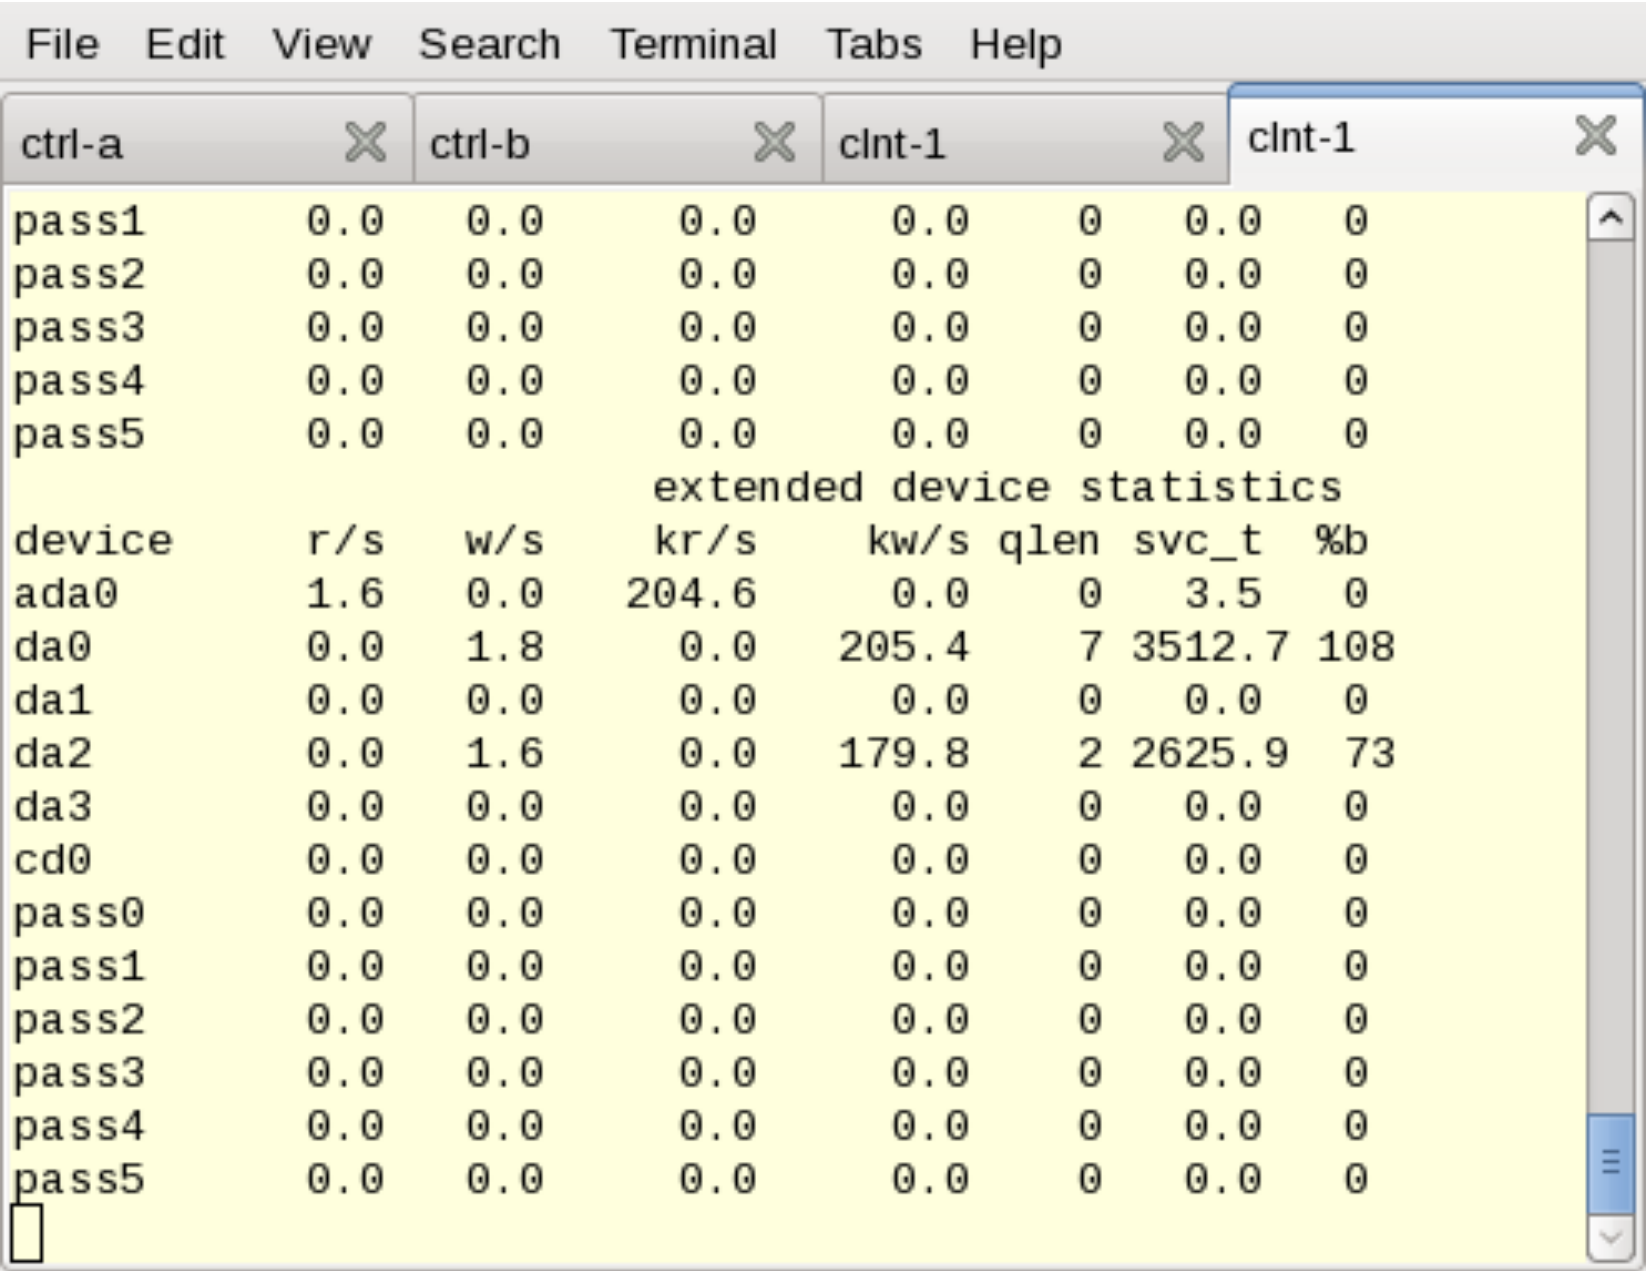 File Edit View Search Terminal Tabs Help
ctrl-a ctrl-b clnt-1 clnt-1
pass1 0.0 0.0 0.0 0.0 0 0.0 0
pass2 0.0 0.0 0.0 0.0 0 0.0 0
pass3 0.0 0.0 0.0 0.0 0 0.0 0
pass4 0.0 0.0 0.0 0.0 0 0.0 0
pass5 0.0 0.0 0.0 0.0 0 0.0 0
extended device statistics
device r/s w/s kr/s kw/s qlen svc_t %b
ada0 1.6 0.0 204.6 0.0 0 3.5 0
da0 0.0 1.8 0.0 205.4 7 3512.7 108
da1 0.0 0.0 0.0 0.0 0 0.0 0
da2 0.0 1.6 0.0 179.8 2 2625.9 73
da3 0.0 0.0 0.0 0.0 0 0.0 0
cd0 0.0 0.0 0.0 0.0 0 0.0 0
pass0 0.0 0.0 0.0 0.0 0 0.0 0
pass1 0.0 0.0 0.0 0.0 0 0.0 0
pass2 0.0 0.0 0.0 0.0 0 0.0 0
pass3 0.0 0.0 0.0 0.0 0 0.0 0
pass4 0.0 0.0 0.0 0.0 0 0.0 0
pass5 0.0 0.0 0.0 0.0 0 0.0 0